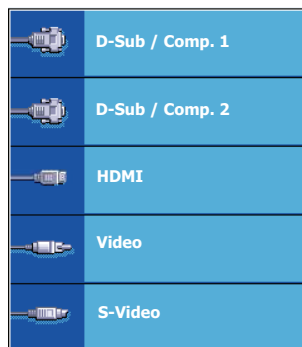 D-Sub / Comp. 1
D-Sub / Comp. 2
HDMI
Video
S-Video